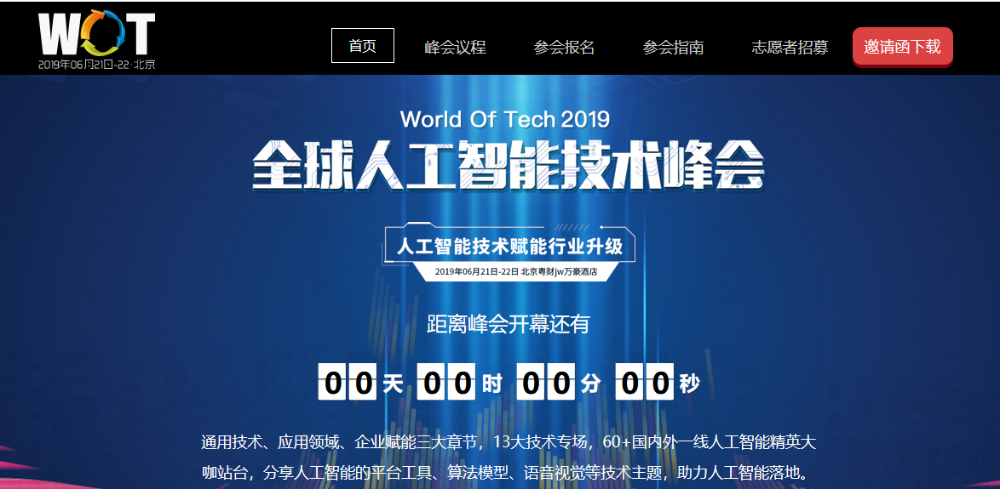 WOT
2019年06月21日-22·北京
首页 峰会议程 参会报名 参会指南 志愿者招募 邀请函下载
World Of Tech 2019
全球人工智能技术峰会
人工智能技术赋能行业升级
2019年06月21日-22日 北京粤财jw万豪酒店
距离峰会开幕还有
00天 00时 00分 00秒
通用技术、应用领域、企业赋能三大章节，13大技术专场，60+国内外一线人工智能精英大
咖站台，分享人工智能的平台工具、算法模型、语音视觉等技术主题，助力人工智能落地。